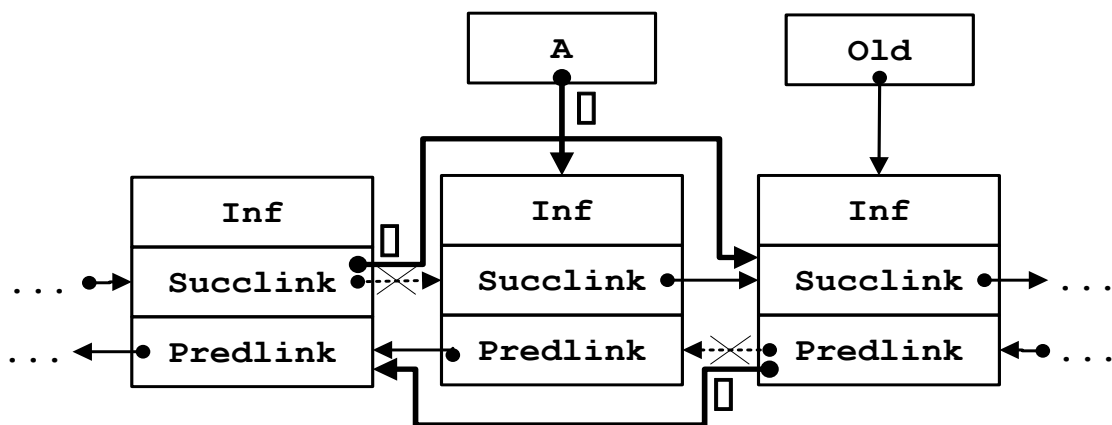 A Old
Inf Inf Inf
... Succlink Succlink Succlink ...
... Predlink Predlink Predlink ...